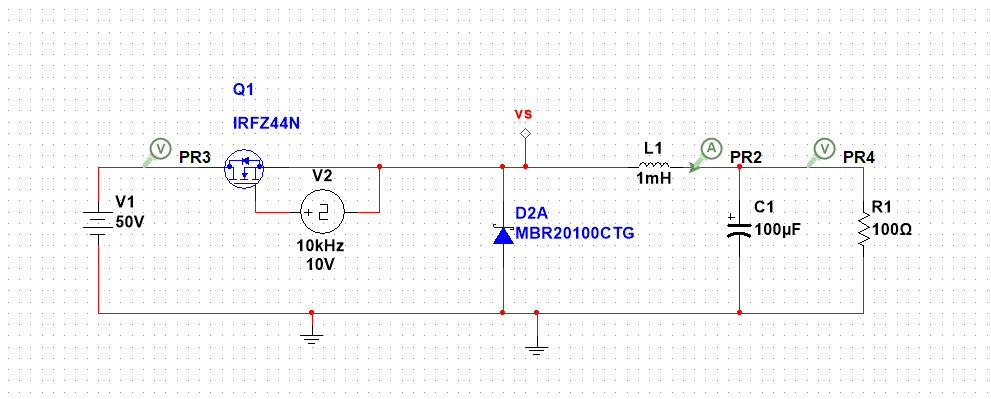 Q1
IRFZ44N
vs
V
PR3
A
PR2
V
PR4
L1
1mH
V2
+
10kHz
10V
V1
50V
D2A
MBR20100CTG
+
C1
100µF
R1
100Ω